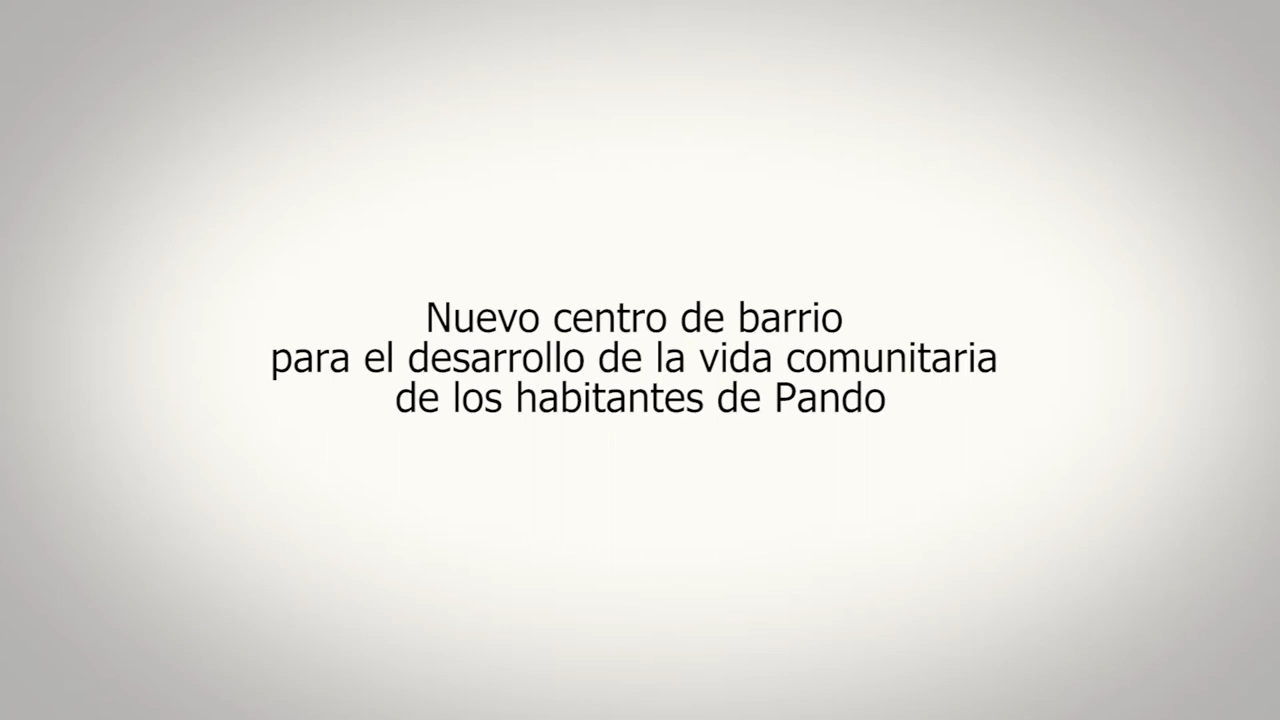 Nuevo centro de barrio
para el desarrollo de la vida comunitaria
de los habitantes de Pando